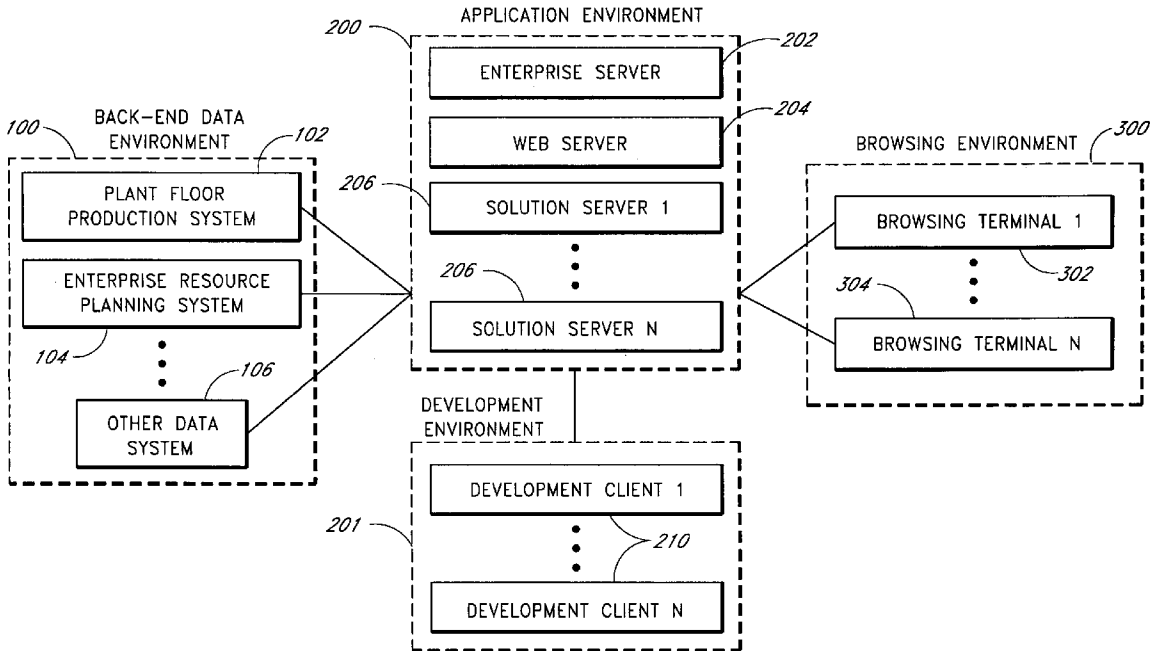 BACK-END DATA
ENVIRONMENT
100
102
PLANT FLOOR
PRODUCTION SYSTEM
ENTERPRISE RESOURCE
PLANNING SYSTEM
104
106
OTHER DATA
SYSTEM
APPLICATION ENVIRONMENT
200
202
ENTERPRISE SERVER
204
WEB SERVER
206
SOLUTION SERVER 1
206
SOLUTION SERVER N
DEVELOPMENT
ENVIRONMENT
201
DEVELOPMENT CLIENT 1
210
DEVELOPMENT CLIENT N
BROWSING ENVIRONMENT
300
BROWSING TERMINAL 1
302
304
BROWSING TERMINAL N